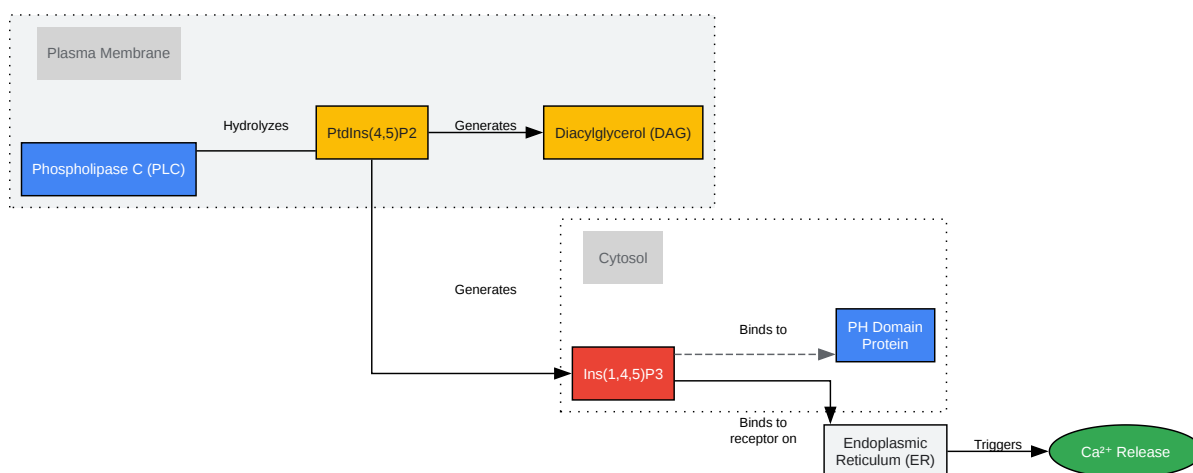 Plasma Membrane
Hydrolyzes
PtdIns(4,5)P2
Generates
Diacylglycerol (DAG)
Phospholipase C (PLC)
Cytosol
Generates
Binds to
PH Domain
Protein
Ins(1,4,5)P3
Binds to
receptor on
Endoplasmic
Reticulum (ER)
Triggers
Ca²⁺ Release